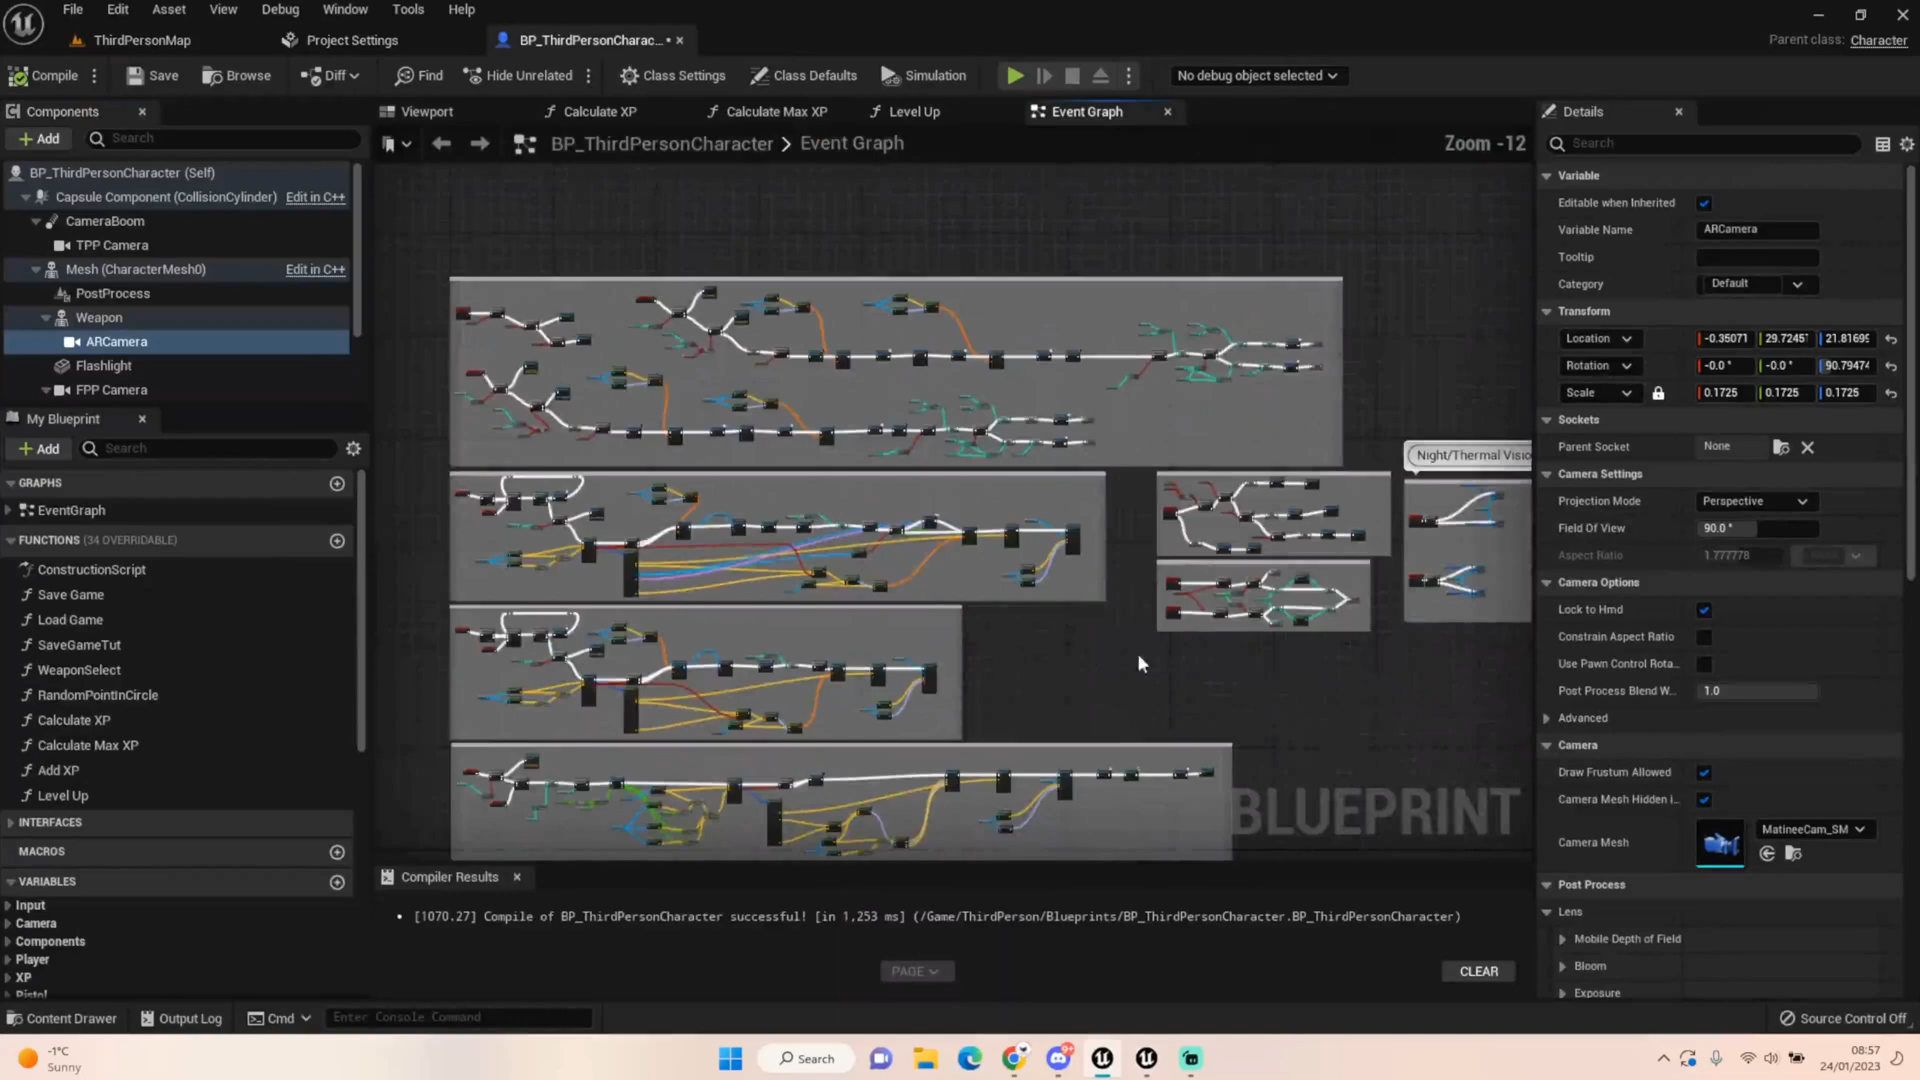 File Edit View Asset Debug Window Tools Help
ThirdPersonMap
Project Settings
BP_ThirdPersonCharac... •
Parent class: Character
Compile
Save
Browse
Diff
Find
Hide Unrelated
Class Settings
Class Defaults
Simulation
No debug object selected
Components
Add
Search
BP_ThirdPersonCharacter (Self)
Capsule Component (CollisionCylinder) Edit in C++
CameraBoom
TPP Camera
Mesh (CharacterMesh0) Edit in C++
PostProcess
Weapon
ARCamera
Flashlight
FPP Camera
My Blueprint
Add
Search
GRAPHS
EventGraph
FUNCTIONS (34 OVERRIDABLE)
ConstructionScript
Save Game
Load Game
SaveGameTut
WeaponSelect
RandomPointInCircle
Calculate XP
Calculate Max XP
Add XP
Level Up
INTERFACES
MACROS
VARIABLES
Input
Camera
Components
Player
XP
Pistol
Viewport
Calculate XP
Calculate Max XP
Level Up
Event Graph
BP_ThirdPersonCharacter > Event Graph
Zoom -12
Night/Thermal Visio
BLUEPRINT
Compiler Results
[1070.27] Compile of BP_ThirdPersonCharacter successful! [in 1,253 ms] (/Game/ThirdPerson/Blueprints/BP_ThirdPersonCharacter.BP_ThirdPersonCharacter)
PAGE
CLEAR
Details
Search
Variable
Editable when Inherited
Variable Name ARCamera
Tooltip
Category Default
Transform
Location -0.35071 29.72451 21.81699
Rotation -0.0 ° -0.0 ° 90.79474
Scale 0.1725 0.1725 0.1725
Sockets
Parent Socket None
Camera Settings
Projection Mode Perspective
Field Of View 90.0 °
Aspect Ratio 1.777778
Camera Options
Lock to Hmd
Constrain Aspect Ratio
Use Pawn Control Rota...
Post Process Blend W... 1.0
Advanced
Camera
Draw Frustum Allowed
Camera Mesh Hidden i...
Camera Mesh MatineeCam_SM
Post Process
Lens
Mobile Depth of Field
Bloom
Exposure
Content Drawer
Output Log
Cmd
Enter Console Command
Source Control Off
-1°C
Sunny
Search
08:57
24/01/2023